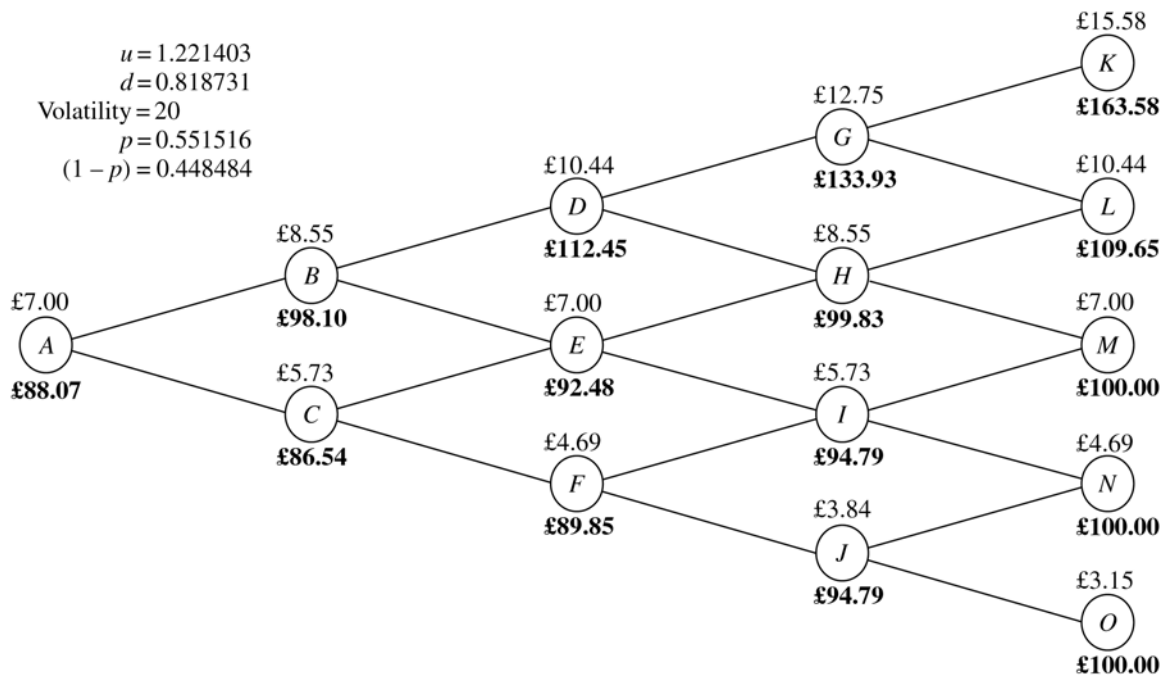 u = 1.221403
d = 0.818731
Volatility = 20
p = 0.551516
(1 – p) = 0.448484
£7.00
A
£88.07
£8.55
B
£98.10
£5.73
C
£86.54
£10.44
D
£112.45
£7.00
E
£92.48
£4.69
F
£89.85
£12.75
G
£133.93
£8.55
H
£99.83
£5.73
I
£94.79
£3.84
J
£94.79
£15.58
K
£163.58
£10.44
L
£109.65
£7.00
M
£100.00
£4.69
N
£100.00
£3.15
O
£100.00